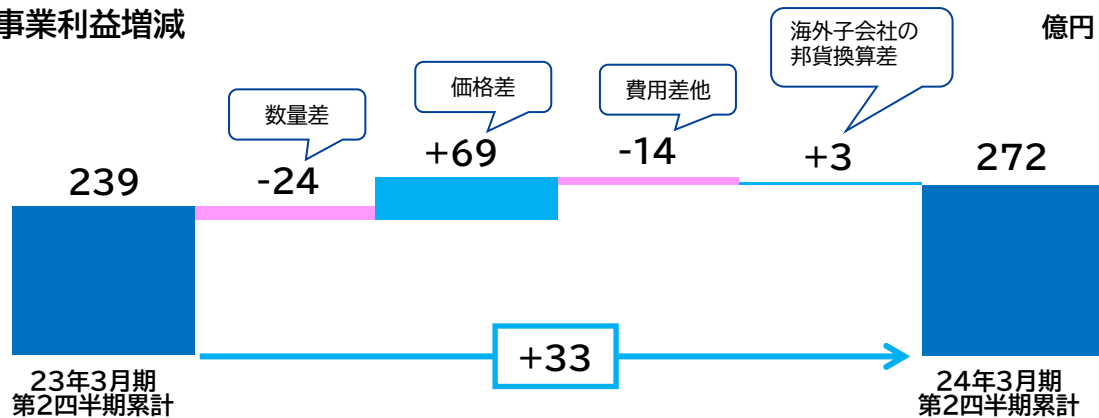 事業利益増減
億円
海外子会社の
邦貨換算差
価格差
費用差他
数量差
239
-24
+69
-14
+3
272
+33
23年3月期
第2四半期累計
24年3月期
第2四半期累計